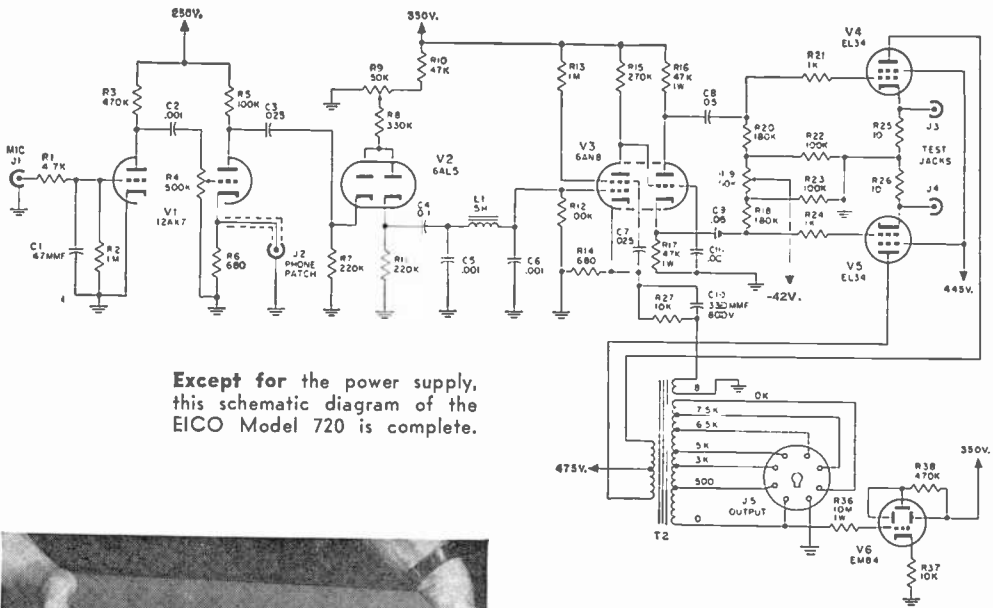 250V.
350V.
R3
470K
C2
.001
R5
100K
C3
.025
MIC
J1
R1
4.7K
V1
12AX7
R4
500K
C1
47MMF
R2
1M
R6
680
J2
PHONE
PATCH
R9
50K
R10
47K
R8
330K
V2
6AL5
R7
220K
220K
C4
L1
5H
C5
.001
C6
.001
R13
1M
R15
270K
R16
47K
1W
V3
6AN8
R12
R14
680
C7
.025
R17
47K
1W
C8
.05
R27
10K
800V
R20
180K
R18
180K
R21
1K
R22
100K
R23
100K
R24
1K
-42V.
V4
EL34
R25
10
J3
TEST
JACKS
R26
10
J4
V5
EL34
445V.
Except for the power supply,
this schematic diagram of the
EICO Model 720 is complete.
475V.
T2
8
7.5K
6.5K
5K
3K
500
0
J5
OUTPUT
R36
10M
1W
V6
EM84
R38
470K
350V.
R37
10K